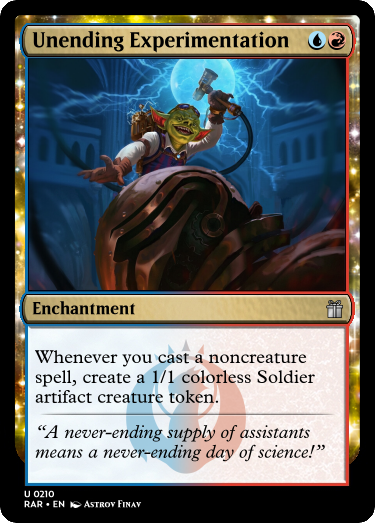 Unending Experimentation
Enchantment
Whenever you cast a noncreature
spell, create a 1/1 colorless Soldier
artifact creature token.
“A never-ending supply of assistants
means a never-ending day of science!”
U 0210
RAR • EN Astrov Finay